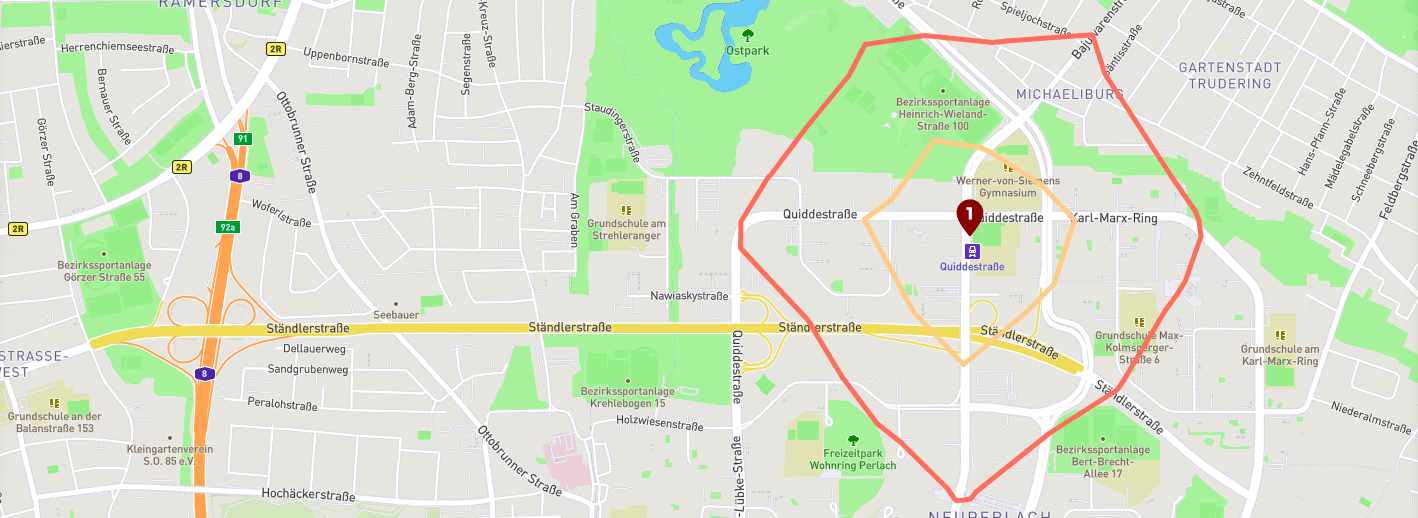 RAMERSDORF
Kreuz-Straße
Spieljochstraße
Bajuwarenstraße
ierstraße
Herrenchiemseestraße
2R
Uppenbornstraße
Adam-Berg-Straße
Segenstraße
Ostpark
Säntisstraße
GARTENSTADT
TRUDERING
MICHAELIBURG
Bernauer Straße
Ottobrunner Straße
Görzer Straße
91
Staudingerstraße
Bezirkssportanlage
Heinrich-Wieland-
Straße 100
Hans-Pfann-Straße
Mädelegabelstraße
Schneebergstraße
Feldbergstraße
2R
8
Zehntfeldstraße
Werner-von-Siemens
Gymnasium
Woferlstraße
Am Graben
92a
2R
Grundschule am
Strehleranger
Quiddestraße
1
Quiddestraße
Karl-Marx-Ring
Bezirkssportanlage
Görzer Straße 55
Quiddestraße
Nawiaskystraße
Seebauer
Ständlerstraße
Ständlerstraße
Ständlerstraße
Ständlerstraße
Quiddestraße
Grundschule Max-
Kolmsperger-
Straße 6
Grundschule am
Karl-Marx-Ring
Dellauerweg
STRASSE-
WEST
Sandgrubenweg
8
Bezirkssportanlage
Krehlebogen 15
Ständlerstraße
Peralohstraße
Grundschule an der
Balanstraße 153
Holzwiesenstraße
Niederalmstraße
Ottobrunner Straße
Kleingartenverein
S.O. 85 e.V.
-Lübke-Straße
Freizeitpark
Wohnring Perlach
Bezirkssportanlage
Bert-Brecht-
Allee 17
Hochäckerstraße
NEUPERLACH